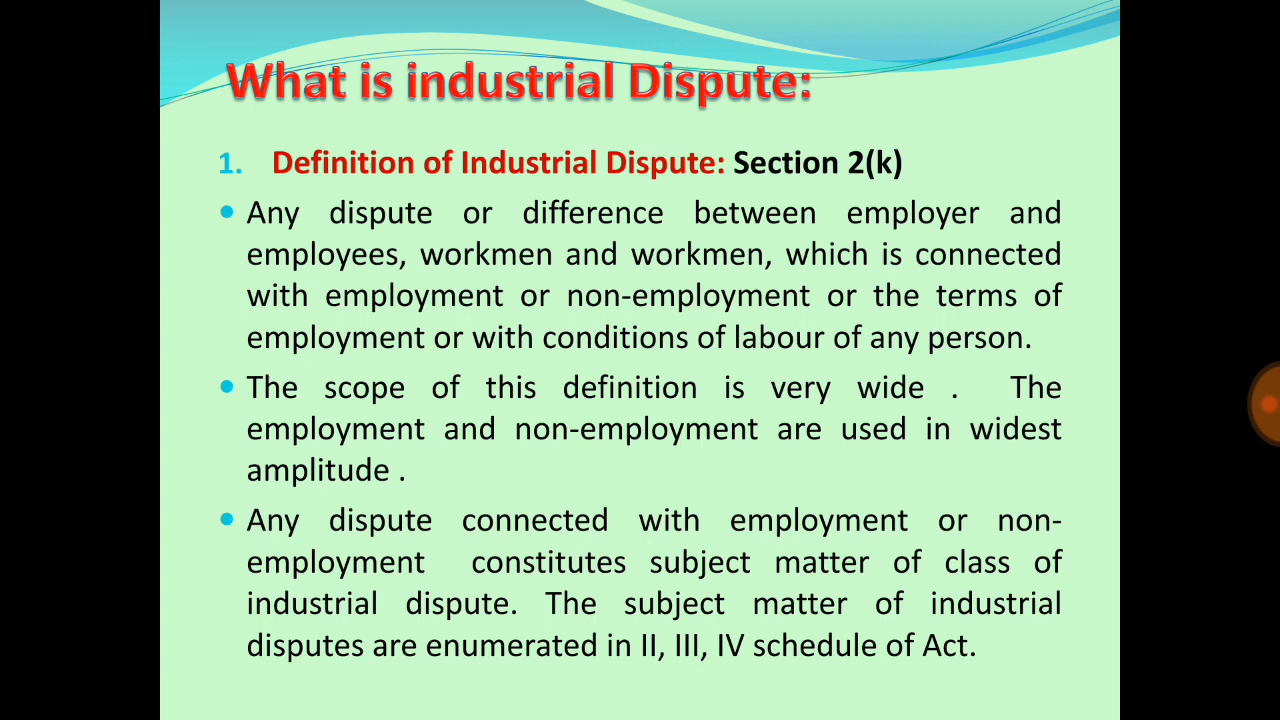 What is industrial Dispute:
1. Definition of Industrial Dispute: Section 2(k)
• Any dispute or difference between employer and
employees, workmen and workmen, which is connected
with employment or non-employment or the terms of
employment or with conditions of labour of any person.
• The scope of this definition is very wide . The
employment and non-employment are used in widest
amplitude .
• Any dispute connected with employment or non-
employment constitutes subject matter of class of
industrial dispute. The subject matter of industrial
disputes are enumerated in II, III, IV schedule of Act.